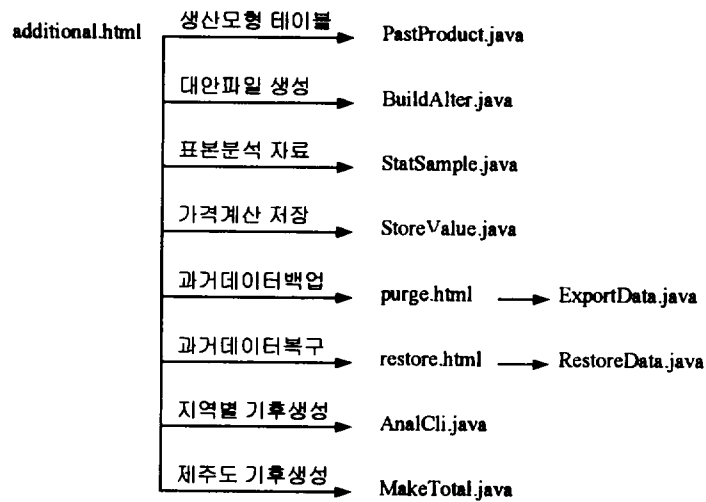 생산모형 테이블
additional.html PastProduct.java
대안파일 생성
BuildAlter.java
표본분석 자료
StatSample.java
가격계산 저장
StoreValue.java
과거데이터백업
purge.html ExportData.java
과거데이터복구
restore.html RestoreData.java
지역별 기후생성
AnalCli.java
제주도 기후생성
MakeTotal.java